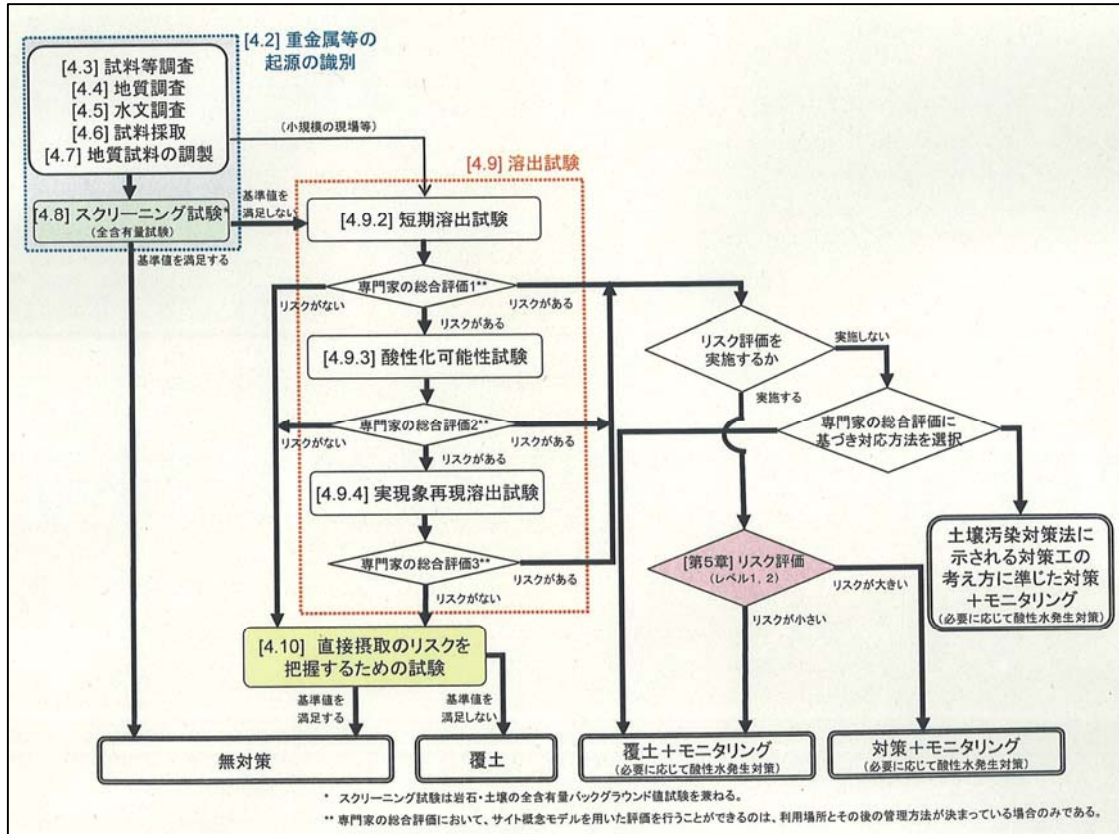 [4.2] 重金属等の
起源の識別
[4.3] 試料等調査
[4.4] 地質調査
[4.5] 水文調査
[4.6] 試料採取
[4.7] 地質試料の調製
(小規模の現場等)
[4.9] 溶出試験
[4.8] スクリーニング試験*
(全含有量試験)
基準値を
満足しない
基準値を満足する
[4.9.2] 短期溶出試験
専門家の総合評価1**
リスクがない
リスクがある
リスクがある
[4.9.3] 酸性化可能性試験
専門家の総合評価2**
リスクがない
リスクがある
リスクがある
[4.9.4] 実現象再現溶出試験
専門家の総合評価3**
リスクがある
リスクがない
リスク評価を
実施するか
実施しない
実施する
専門家の総合評価に
基づき対応方法を選択
[第5章] リスク評価
(レベル1, 2)
リスクが大きい
リスクが小さい
土壌汚染対策法に
示される対策工の
考え方に準じた対策
+モニタリング
(必要に応じて酸性水発生対策)
[4.10] 直接摂取のリスクを
把握するための試験
基準値を
満足する
基準値を
満足しない
無対策
覆土
覆土+モニタリング
(必要に応じて酸性水発生対策)
対策+モニタリング
(必要に応じて酸性水発生対策)
* スクリーニング試験は岩石・土壌の全含有量バックグラウンド値試験を兼ねる。
** 専門家の総合評価において、サイト概念モデルを用いた評価を行うことができるのは、利用場所とその後の管理方法が決まっている場合のみである。